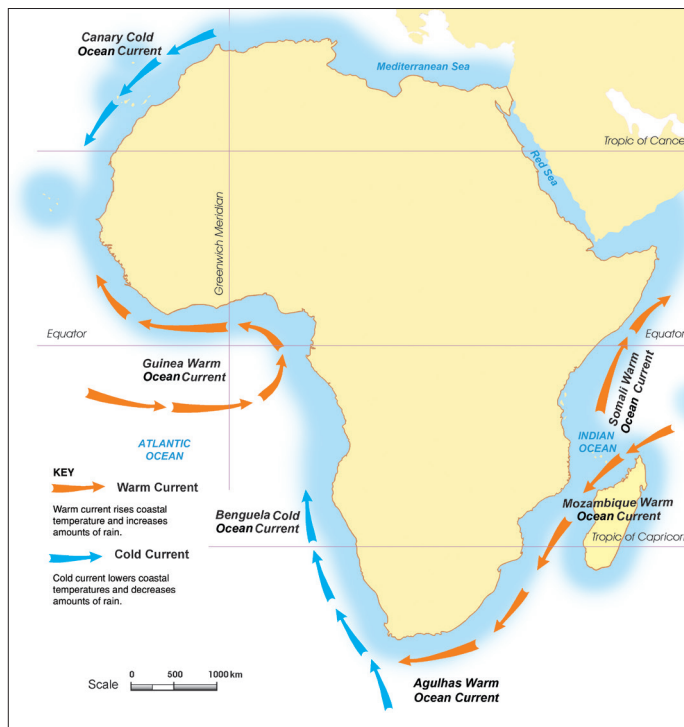 Canary Cold
Ocean Current
Mediterranean Sea
Tropic of Cance
Red Sea
Greenwich Meridian
Equator
Equator
Guinea Warm
Ocean Current
Somali Warm
Ocean Current
ATLANTIC
OCEAN
INDIAN
OCEAN
KEY
Warm Current
Warm current rises coastal
temperature and increases
amounts of rain.
Benguela Cold
Ocean Current
Mozambique Warm
Ocean Current
Tropic of Capricorn
Cold Current
Cold current lowers coastal
temperatures and decreases
amounts of rain.
Scale
0 500 1000 km
Agulhas Warm
Ocean Current